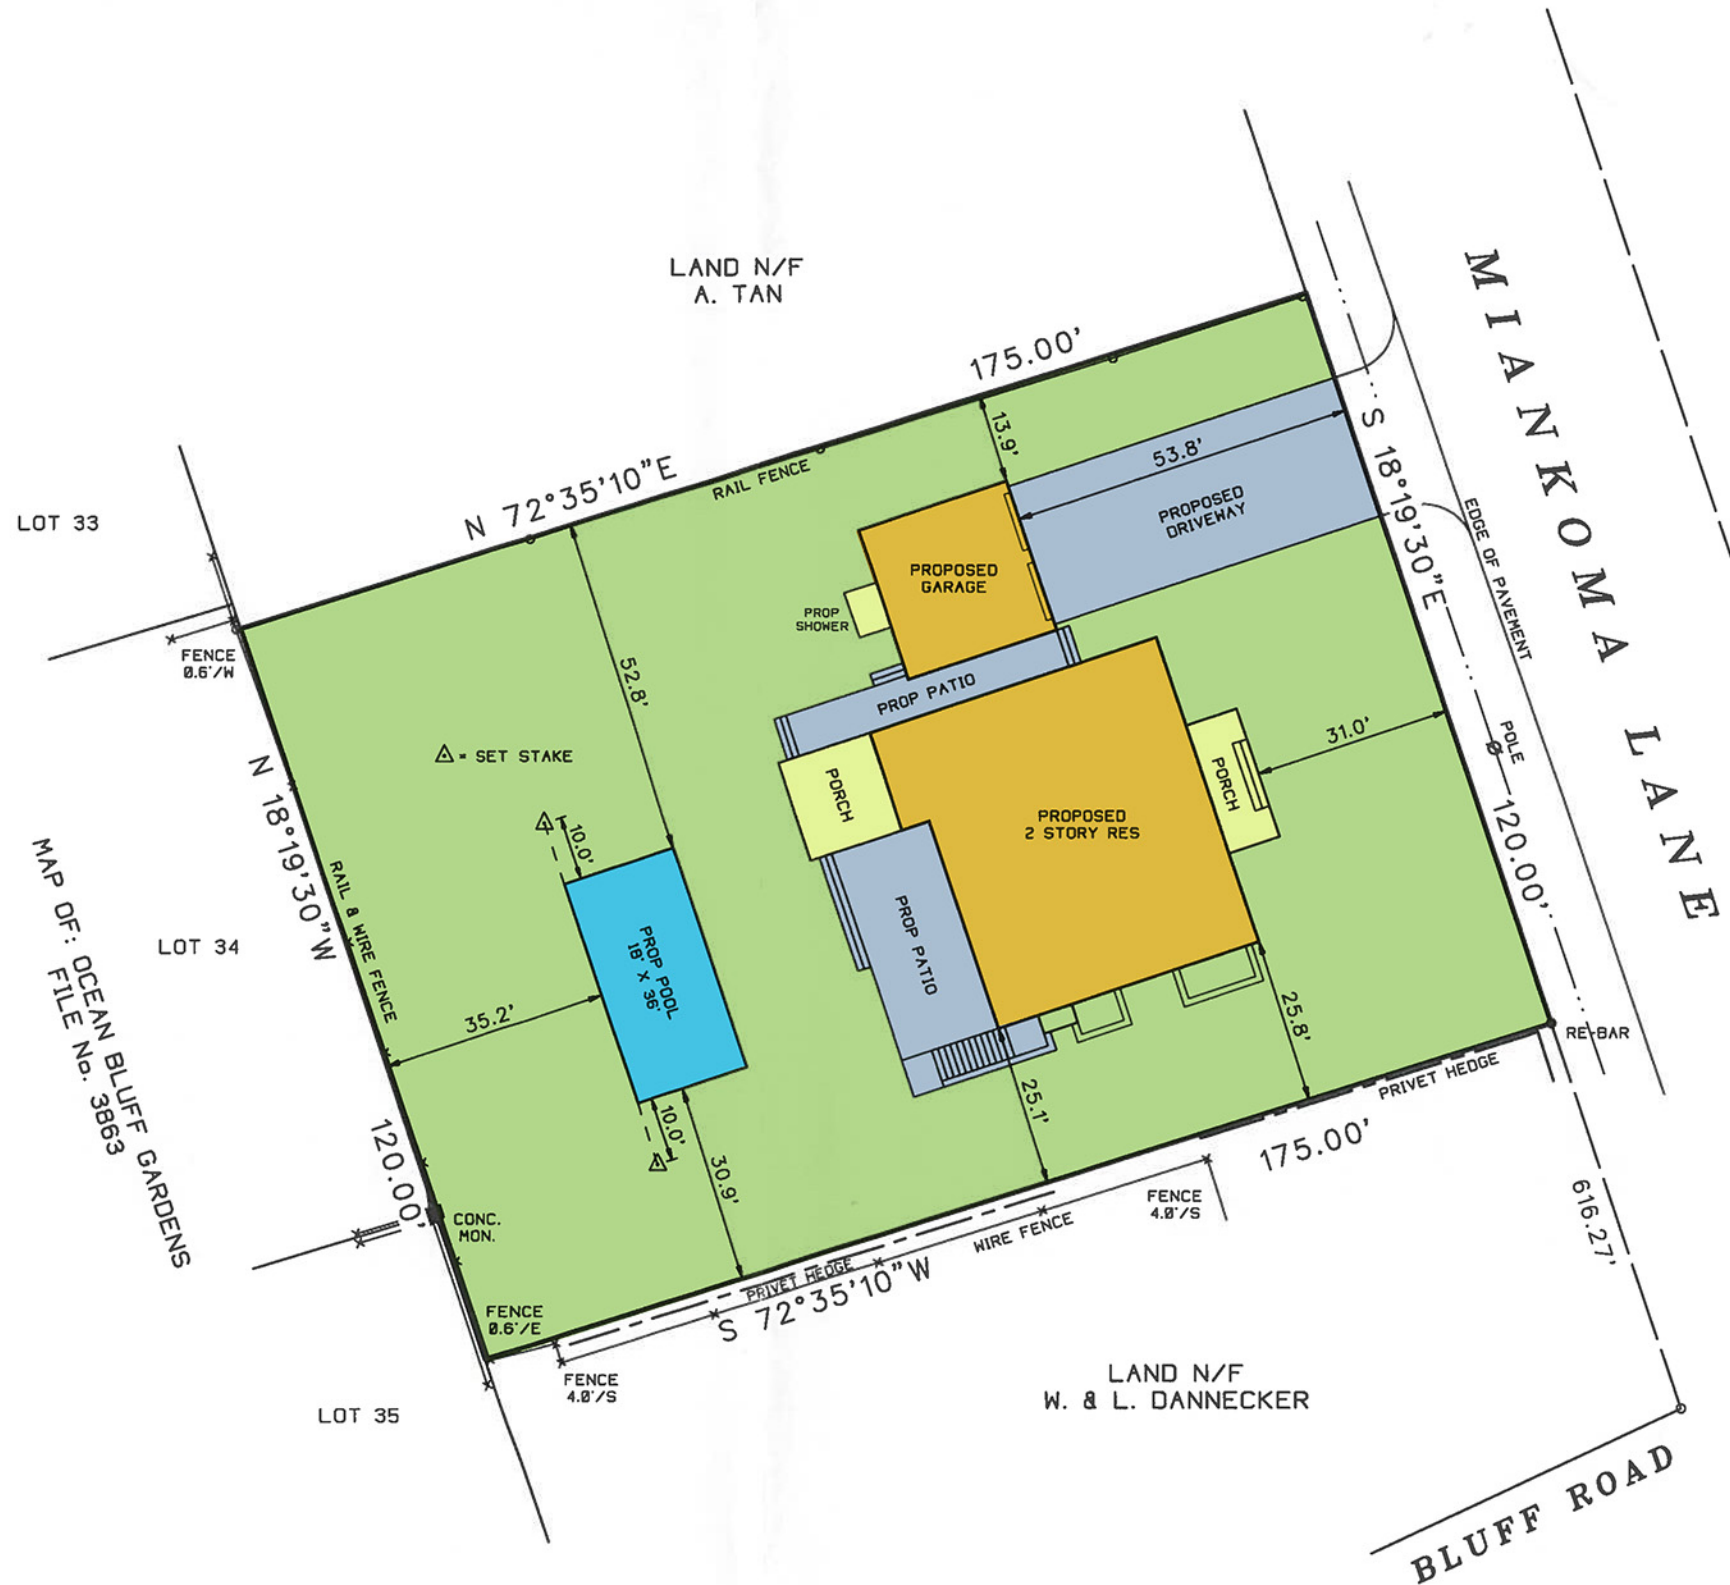 LAND N/F
A. TAN
175.00'
N 72°35'10"E
RAIL FENCE
13.9'
53.8'
PROPOSED
DRIVEWAY
MIANKOMA LANE
S 18°19'30"E
EDGE OF PAVEMENT
LOT 33
FENCE
0.6'/W
PROPOSED
GARAGE
PROP
SHOWER
52.8'
PROP PATIO
31.0'
POLE
120.00'
△ = SET STAKE
PORCH
PORCH
PROPOSED
2 STORY RES
N 18°19'30"W
RAIL & WIRE FENCE
10.0'
LOT 34
MAP OF: OCEAN BLUFF GARDENS
FILE No. 3863
PROP POOL
18' X 36'
PROP PATIO
35.2'
25.8'
RE-BAR
PRIVET HEDGE
10.0'
25.1'
30.9'
120.00'
175.00'
CONC.
MON.
FENCE
4.0'/S
WIRE FENCE
616.27'
PRIVET HEDGE
S 72°35'10"W
FENCE
0.6'/E
FENCE
4.0'/S
LAND N/F
W. & L. DANNECKER
LOT 35
BLUFF ROAD